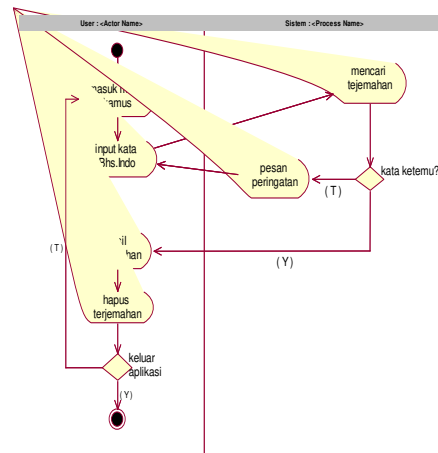 User : <Actor Name>
Sistem : <Process Name>
mencari
tejemahan
input kata
Bhs.Indo
pesan
peringatan
kata ketemu?
( T )
( Y )
( T )
hapus
terjemahan
keluar
aplikasi
( Y )